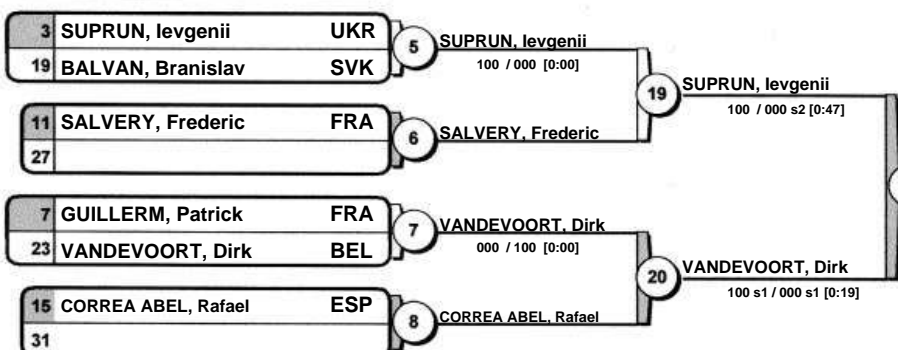 3 SUPRUN, Ievgenii UKR
19 BALVAN, Branislav SVK
5
SUPRUN, Ievgenii
100 / 000 [0:00]
11 SALVERY, Frederic FRA
27
6
SALVERY, Frederic
19
SUPRUN, Ievgenii
100 / 000 s2 [0:47]
7 GUILLERM, Patrick FRA
23 VANDEVOORT, Dirk BEL
7
VANDEVOORT, Dirk
000 / 100 [0:00]
15 CORREA ABEL, Rafael ESP
31
8
CORREA ABEL, Rafael
20
VANDEVOORT, Dirk
100 s1 / 000 s1 [0:19]